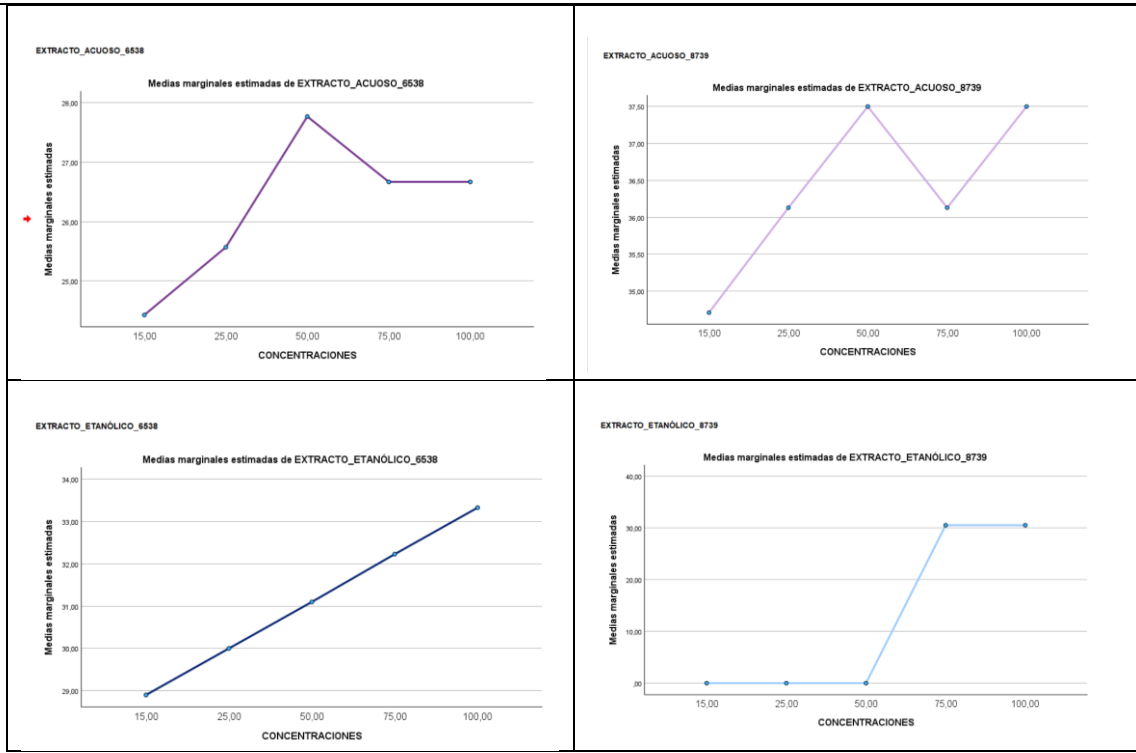 EXTRACTO_ACUOSO_6538
Medias marginales estimadas de EXTRACTO_ACUOSO_6538
Medias marginales estimadas
28,00
27,00
26,00
25,00
15,00 25,00 50,00 75,00 100,00
CONCENTRACIONES
EXTRACTO_ACUOSO_8739
Medias marginales estimadas de EXTRACTO_ACUOSO_8739
Medias marginales estimadas
37,50
37,00
36,50
36,00
35,50
35,00
15,00 25,00 50,00 75,00 100,00
CONCENTRACIONES
EXTRACTO_ETANÓLICO_6538
Medias marginales estimadas de EXTRACTO_ETANÓLICO_6538
Medias marginales estimadas
34,00
33,00
32,00
31,00
30,00
29,00
15,00 25,00 50,00 75,00 100,00
CONCENTRACIONES
EXTRACTO_ETANÓLICO_8739
Medias marginales estimadas de EXTRACTO_ETANÓLICO_8739
Medias marginales estimadas
40,00
30,00
20,00
10,00
,00
15,00 25,00 50,00 75,00 100,00
CONCENTRACIONES